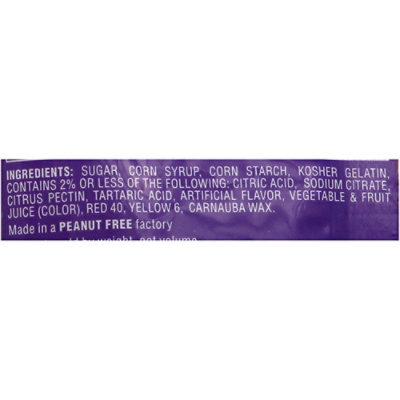 INGREDIENTS: SUGAR, CORN SYRUP, CORN STARCH, KOSHER GELATIN,
CONTAINS 2% OR LESS OF THE FOLLOWING: CITRIC ACID, SODIUM CITRATE,
CITRUS PECTIN, TARTARIC ACID, ARTIFICIAL FLAVOR, VEGETABLE & FRUIT
JUICE (COLOR), RED 40, YELLOW 6, CARNAUBA WAX.
Made in a PEANUT FREE factory
by weight, not volume